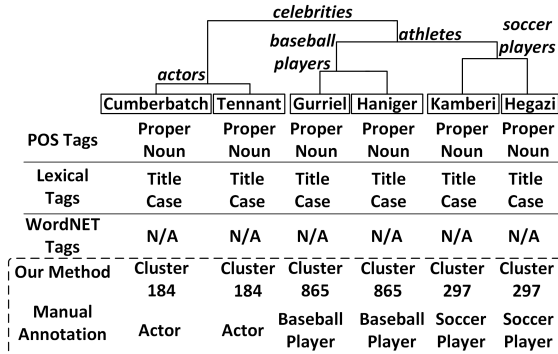 celebrities
baseball athletes soccer
players players
actors
Cumberbatch Tennant Gurriel Haniger Kamberi Hegazi
POS Tags Proper Proper Proper Proper Proper Proper
Noun Noun Noun Noun Noun Noun
Lexical Title Title Title Title Title Title
Tags Case Case Case Case Case Case
WordNET
Tags N/A N/A N/A N/A N/A N/A
Our Method Cluster Cluster Cluster Cluster Cluster Cluster
184 184 865 865 297 297
Manual Baseball Baseball Soccer Soccer
Annotation Actor Actor Player Player Player Player